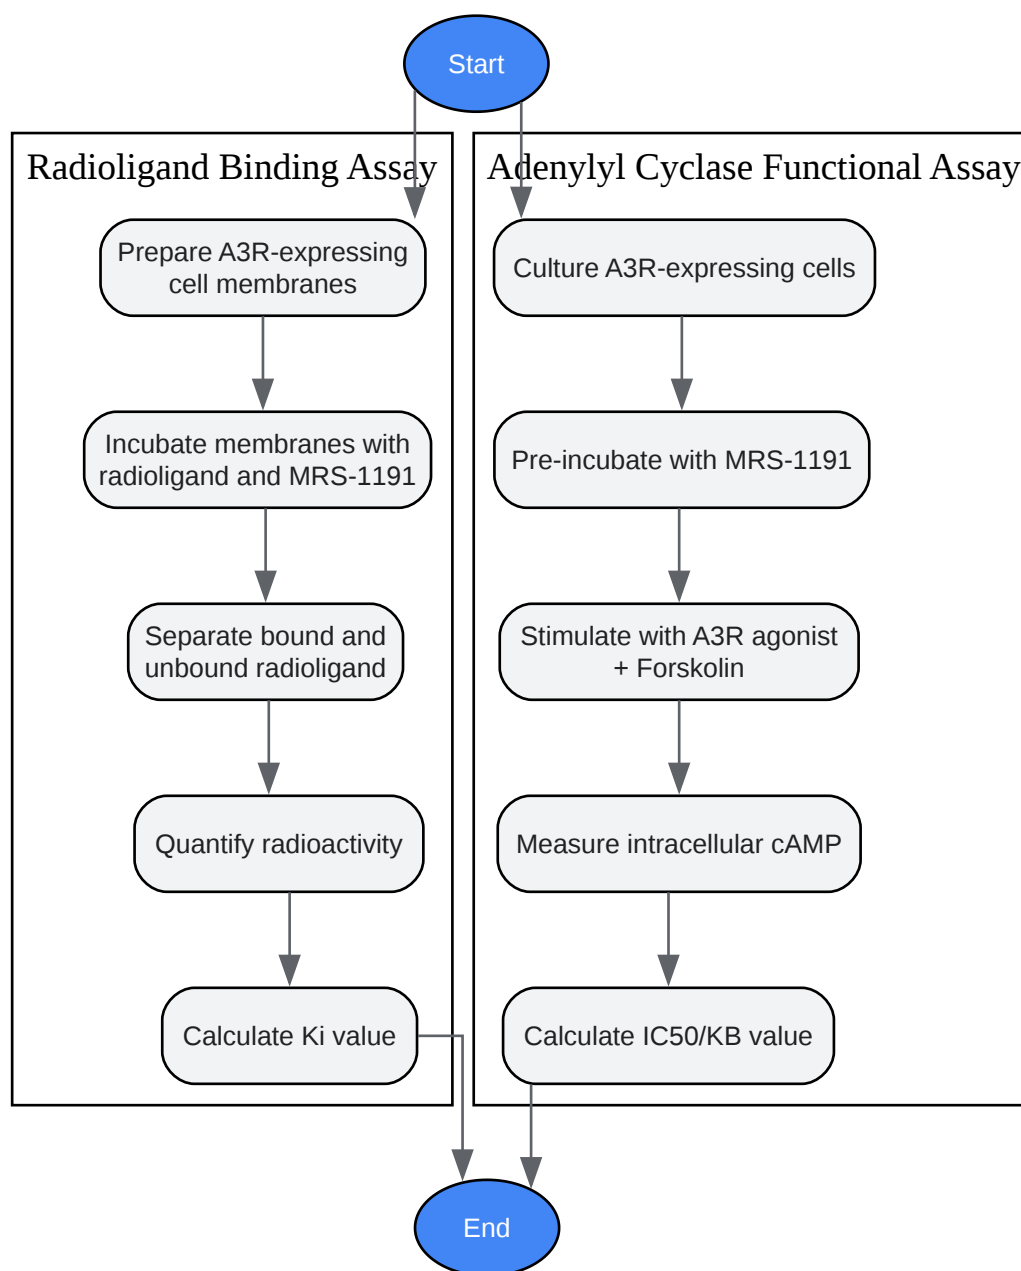 Start
Radioligand Binding Assay
Prepare A3R-expressing
cell membranes
Incubate membranes with
radioligand and MRS-1191
Separate bound and
unbound radioligand
Quantify radioactivity
Calculate Ki value
Adenylyl Cyclase Functional Assay
Culture A3R-expressing cells
Pre-incubate with MRS-1191
Stimulate with A3R agonist
+ Forskolin
Measure intracellular cAMP
Calculate IC50/KB value
End